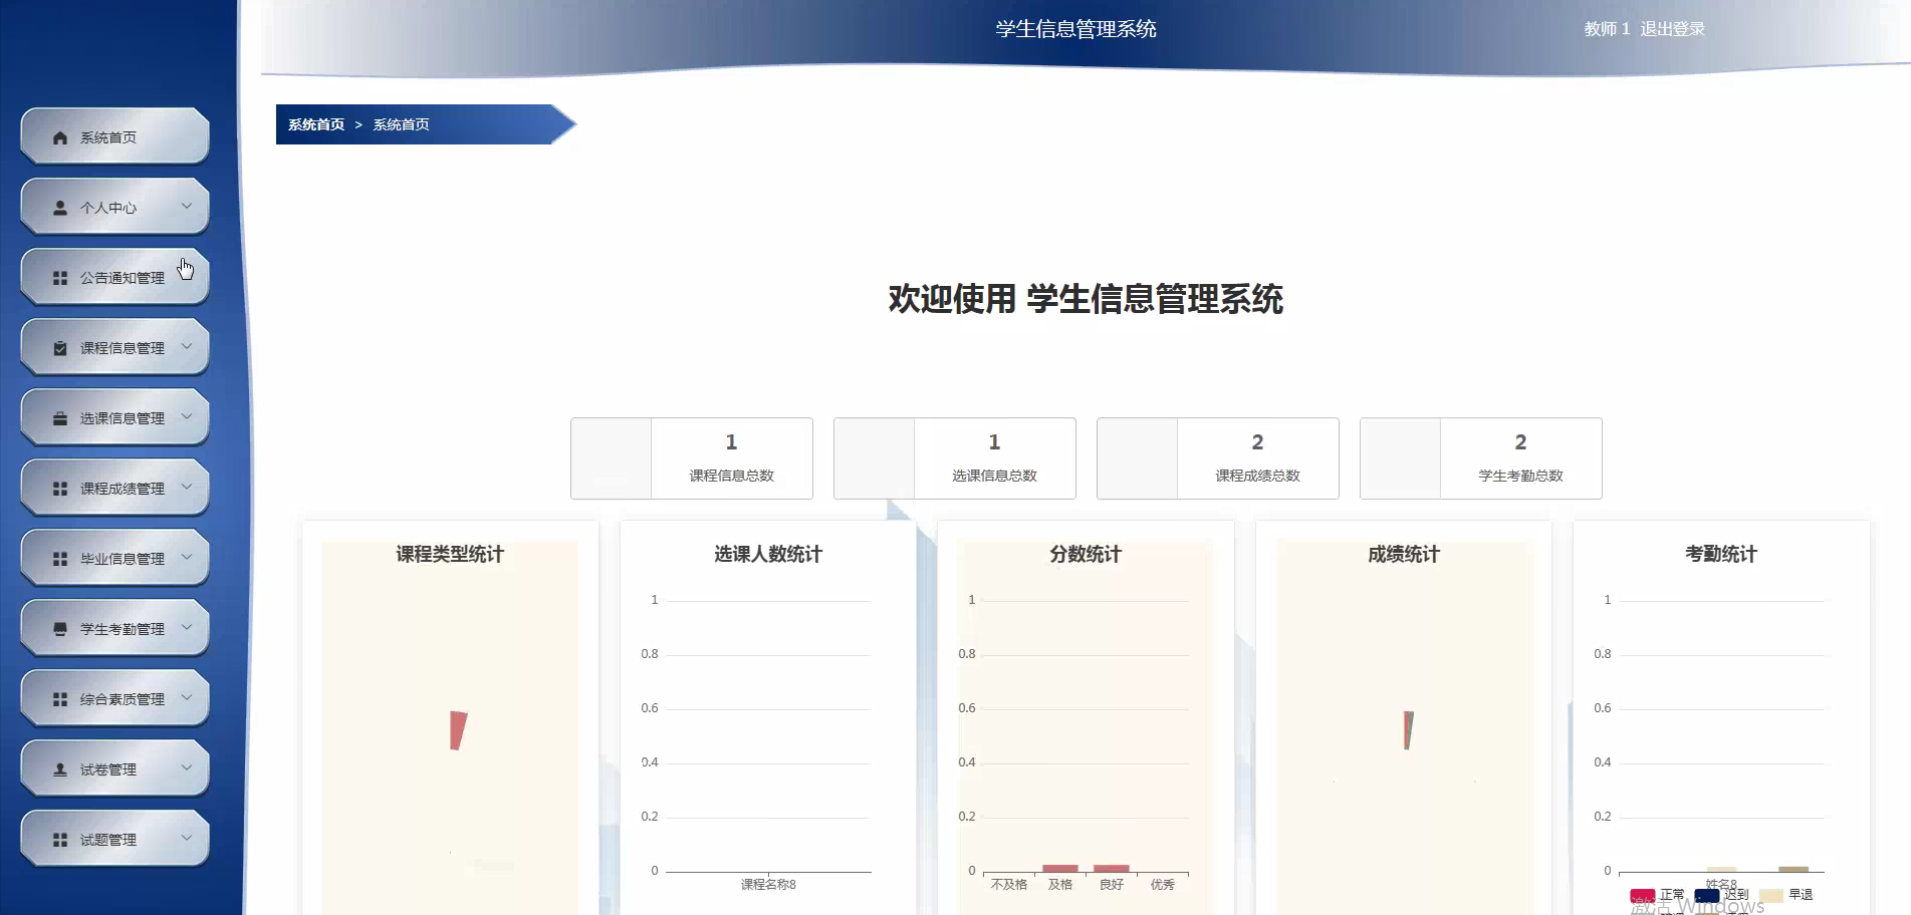 学生信息管理系统
教师 1 退出登录
系统首页 > 系统首页
系统首页
个人中心
公告通知管理
课程信息管理
选课信息管理
课程成绩管理
毕业信息管理
学生考勤管理
综合素质管理
试卷管理
试题管理
欢迎使用 学生信息管理系统
1
课程信息总数
1
选课信息总数
2
课程成绩总数
2
学生考勤总数
课程类型统计
选课人数统计
1
0.8
0.6
0.4
0.2
0
课程名称8
分数统计
1
0.8
0.6
0.4
0.2
0
不及格 及格 良好 优秀
成绩统计
考勤统计
1
0.8
0.6
0.4
0.2
0
姓名8
正常 迟到 早退
激活 Windows